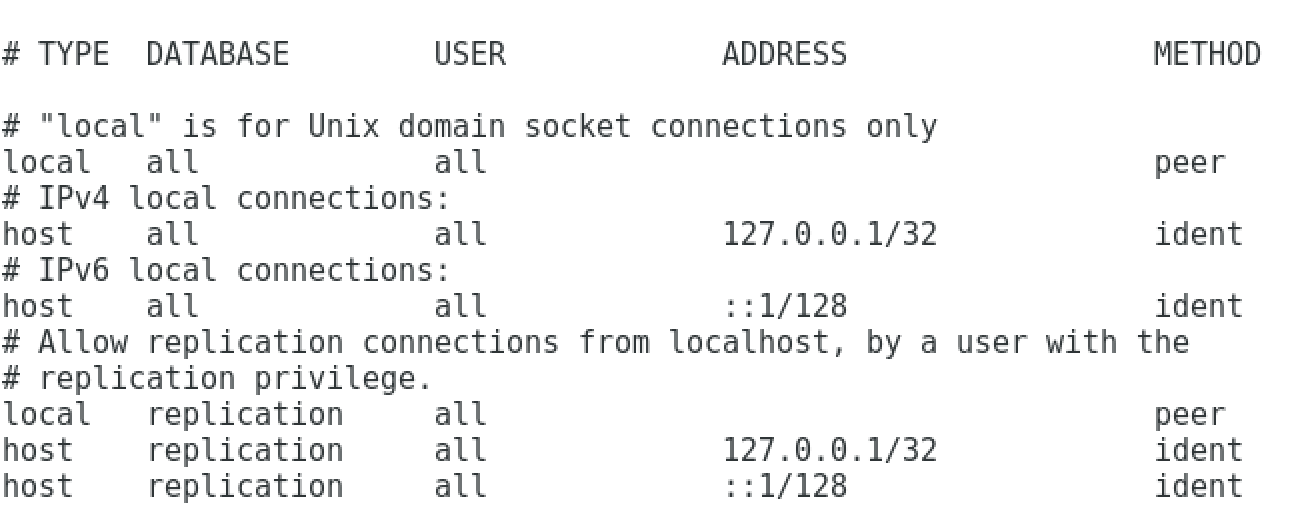 # TYPE  DATABASE        USER            ADDRESS                 METHOD
# "local" is for Unix domain socket connections only
local   all             all                                     peer
# IPv4 local connections:
host    all             all             127.0.0.1/32            ident
# IPv6 local connections:
host    all             all             ::1/128                 ident
# Allow replication connections from localhost, by a user with the
# replication privilege.
local   replication     all                                     peer
host    replication     all             127.0.0.1/32            ident
host    replication     all             ::1/128                 ident